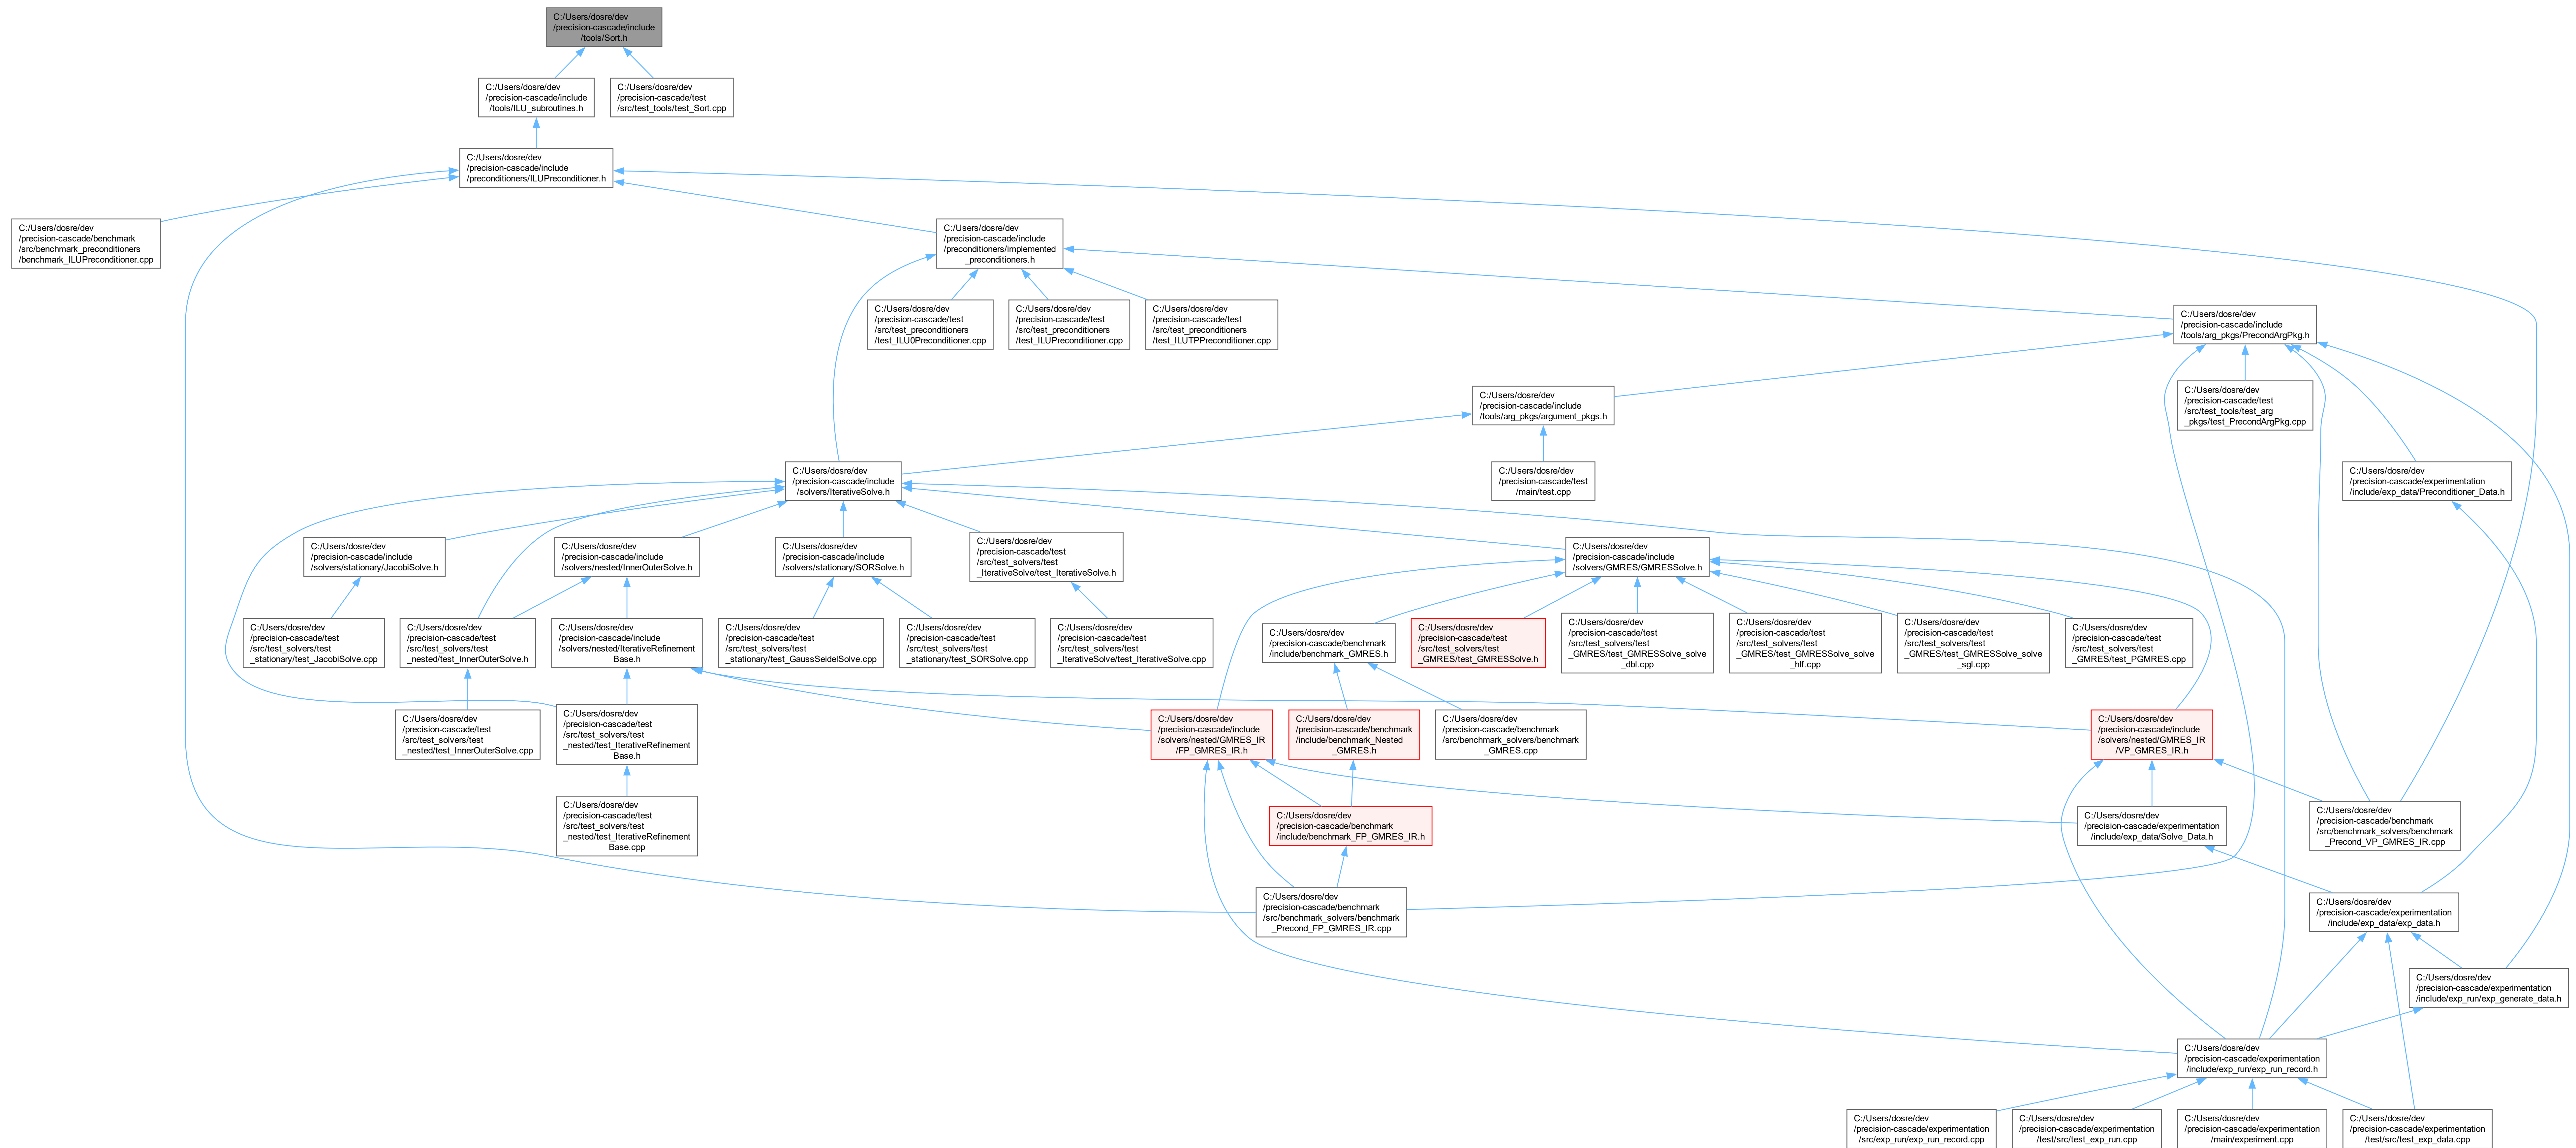 C:/Users/dosre/dev
/precision-cascade/include
/tools/Sort.h
C:/Users/dosre/dev
/precision-cascade/include
/tools/ILU_subroutines.h
C:/Users/dosre/dev
/precision-cascade/test
/src/test_tools/test_Sort.cpp
C:/Users/dosre/dev
/precision-cascade/include
/preconditioners/ILUPreconditioner.h
C:/Users/dosre/dev
/precision-cascade/benchmark
/src/benchmark_preconditioners
/benchmark_ILUPreconditioner.cpp
C:/Users/dosre/dev
/precision-cascade/include
/preconditioners/implemented
_preconditioners.h
C:/Users/dosre/dev
/precision-cascade/test
/src/test_preconditioners
/test_ILU0Preconditioner.cpp
C:/Users/dosre/dev
/precision-cascade/test
/src/test_preconditioners
/test_ILUPreconditioner.cpp
C:/Users/dosre/dev
/precision-cascade/test
/src/test_preconditioners
/test_ILUTPPreconditioner.cpp
C:/Users/dosre/dev
/precision-cascade/include
/tools/arg_pkgs/PrecondArgPkg.h
C:/Users/dosre/dev
/precision-cascade/include
/tools/arg_pkgs/argument_pkgs.h
C:/Users/dosre/dev
/precision-cascade/test
/src/test_tools/test_arg
_pkgs/test_PrecondArgPkg.cpp
C:/Users/dosre/dev
/precision-cascade/include
/solvers/IterativeSolve.h
C:/Users/dosre/dev
/precision-cascade/test
/main/test.cpp
C:/Users/dosre/dev
/precision-cascade/experimentation
/include/exp_data/Preconditioner_Data.h
C:/Users/dosre/dev
/precision-cascade/include
/solvers/stationary/JacobiSolve.h
C:/Users/dosre/dev
/precision-cascade/include
/solvers/nested/InnerOuterSolve.h
C:/Users/dosre/dev
/precision-cascade/include
/solvers/stationary/SORSolve.h
C:/Users/dosre/dev
/precision-cascade/test
/src/test_solvers/test
_IterativeSolve/test_IterativeSolve.h
C:/Users/dosre/dev
/precision-cascade/include
/solvers/GMRES/GMRESSolve.h
C:/Users/dosre/dev
/precision-cascade/test
/src/test_solvers/test
_stationary/test_JacobiSolve.cpp
C:/Users/dosre/dev
/precision-cascade/test
/src/test_solvers/test
_nested/test_InnerOuterSolve.h
C:/Users/dosre/dev
/precision-cascade/include
/solvers/nested/IterativeRefinement
Base.h
C:/Users/dosre/dev
/precision-cascade/test
/src/test_solvers/test
_stationary/test_GaussSeidelSolve.cpp
C:/Users/dosre/dev
/precision-cascade/test
/src/test_solvers/test
_stationary/test_SORSolve.cpp
C:/Users/dosre/dev
/precision-cascade/test
/src/test_solvers/test
_IterativeSolve/test_IterativeSolve.cpp
C:/Users/dosre/dev
/precision-cascade/benchmark
/include/benchmark_GMRES.h
C:/Users/dosre/dev
/precision-cascade/test
/src/test_solvers/test
_GMRES/test_GMRESSolve.h
C:/Users/dosre/dev
/precision-cascade/test
/src/test_solvers/test
_GMRES/test_GMRESSolve_solve
_dbl.cpp
C:/Users/dosre/dev
/precision-cascade/test
/src/test_solvers/test
_GMRES/test_GMRESSolve_solve
_hlf.cpp
C:/Users/dosre/dev
/precision-cascade/test
/src/test_solvers/test
_GMRES/test_GMRESSolve_solve
_sgl.cpp
C:/Users/dosre/dev
/precision-cascade/test
/src/test_solvers/test
_GMRES/test_PGMRES.cpp
C:/Users/dosre/dev
/precision-cascade/test
/src/test_solvers/test
_nested/test_InnerOuterSolve.cpp
C:/Users/dosre/dev
/precision-cascade/test
/src/test_solvers/test
_nested/test_IterativeRefinement
Base.h
C:/Users/dosre/dev
/precision-cascade/include
/solvers/nested/GMRES_IR
/FP_GMRES_IR.h
C:/Users/dosre/dev
/precision-cascade/benchmark
/include/benchmark_Nested
_GMRES.h
C:/Users/dosre/dev
/precision-cascade/benchmark
/src/benchmark_solvers/benchmark
_GMRES.cpp
C:/Users/dosre/dev
/precision-cascade/include
/solvers/nested/GMRES_IR
/VP_GMRES_IR.h
C:/Users/dosre/dev
/precision-cascade/test
/src/test_solvers/test
_nested/test_IterativeRefinement
Base.cpp
C:/Users/dosre/dev
/precision-cascade/benchmark
/include/benchmark_FP_GMRES_IR.h
C:/Users/dosre/dev
/precision-cascade/experimentation
/include/exp_data/Solve_Data.h
C:/Users/dosre/dev
/precision-cascade/benchmark
/src/benchmark_solvers/benchmark
_Precond_VP_GMRES_IR.cpp
C:/Users/dosre/dev
/precision-cascade/benchmark
/src/benchmark_solvers/benchmark
_Precond_FP_GMRES_IR.cpp
C:/Users/dosre/dev
/precision-cascade/experimentation
/include/exp_data/exp_data.h
C:/Users/dosre/dev
/precision-cascade/experimentation
/include/exp_run/exp_generate_data.h
C:/Users/dosre/dev
/precision-cascade/experimentation
/include/exp_run/exp_run_record.h
C:/Users/dosre/dev
/precision-cascade/experimentation
/src/exp_run/exp_run_record.cpp
C:/Users/dosre/dev
/precision-cascade/experimentation
/test/src/test_exp_run.cpp
C:/Users/dosre/dev
/precision-cascade/experimentation
/main/experiment.cpp
C:/Users/dosre/dev
/precision-cascade/experimentation
/test/src/test_exp_data.cpp